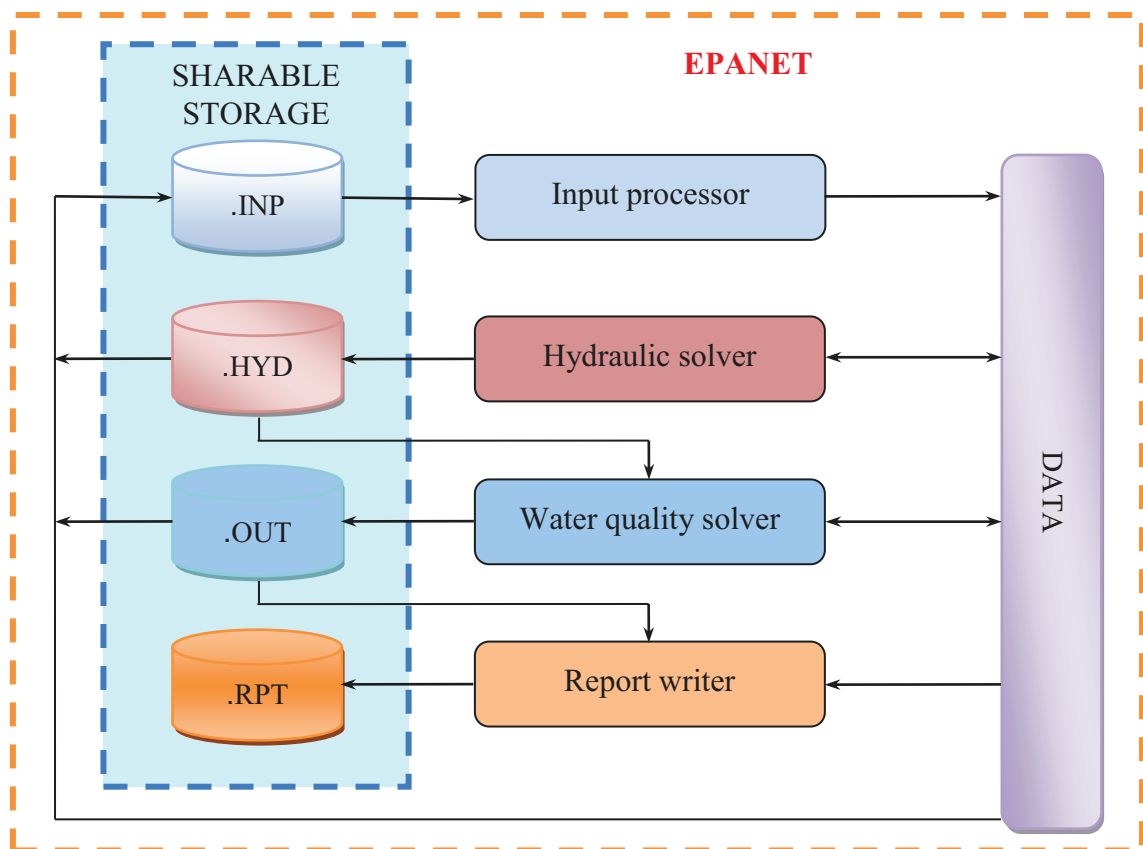 EPANET
SHARABLE
STORAGE
.INP
Input processor
.HYD
Hydraulic solver
.OUT
Water quality solver
.RPT
Report writer
DATA